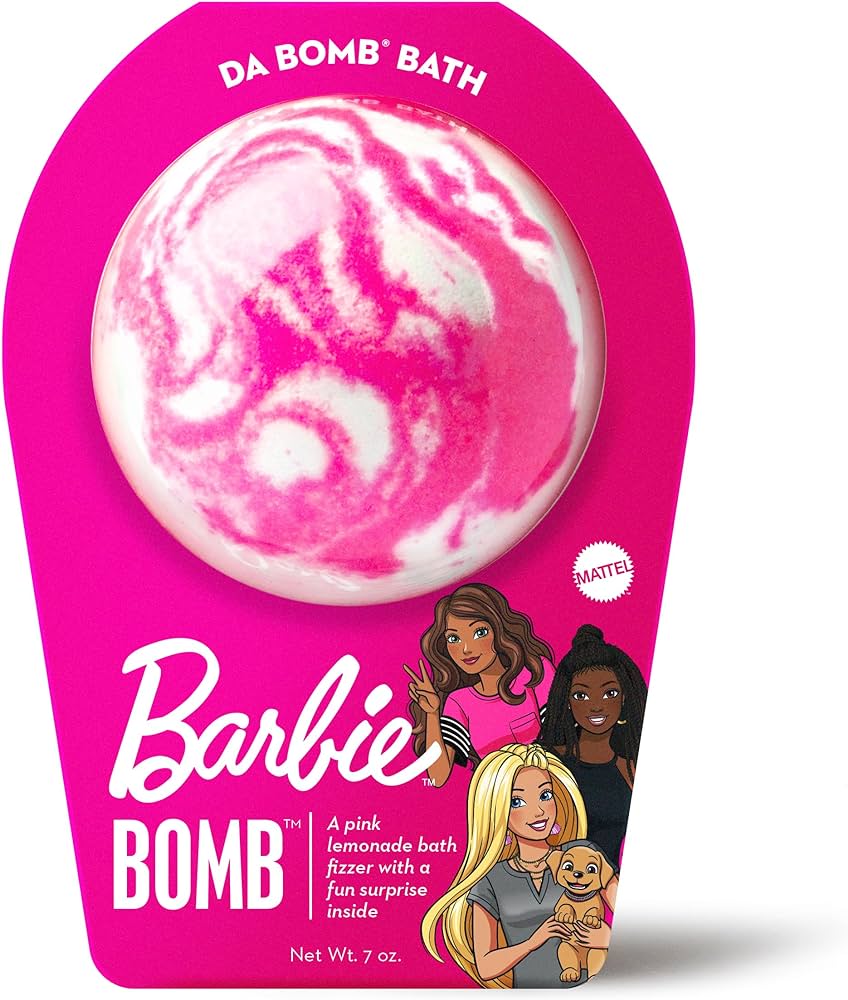 DA BOMB® BATH
MATTEL
Barbie™
BOMB™
A pink
lemonade bath
fizzer with a
fun surprise
inside
Net Wt. 7 oz.